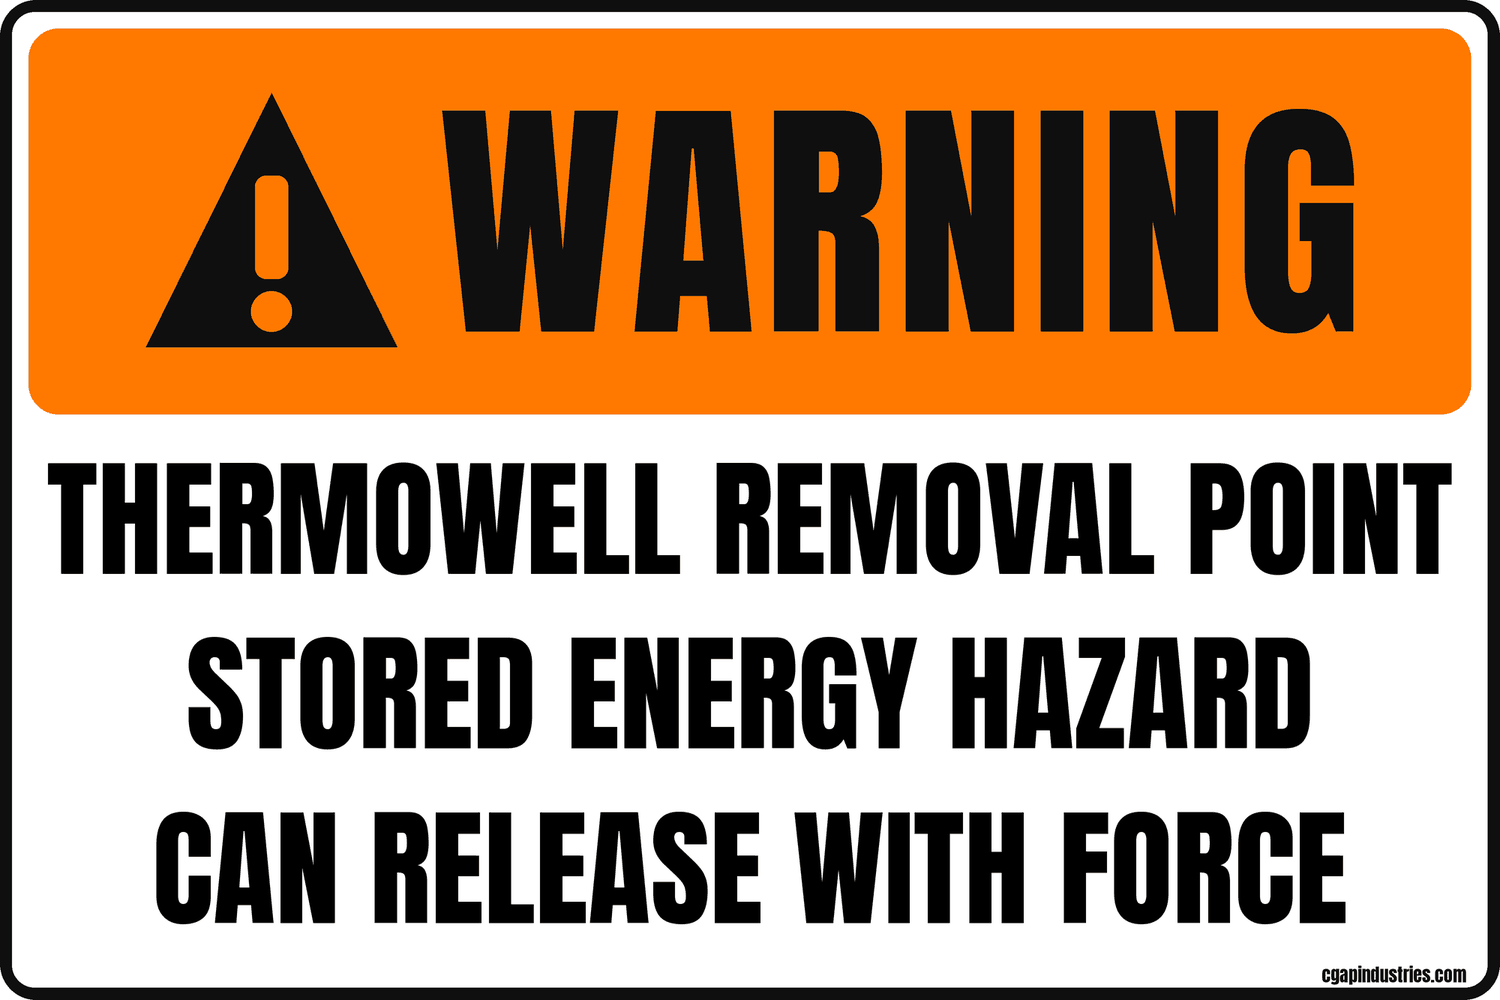 WARNING
THERMOWELL REMOVAL POINT
STORED ENERGY HAZARD
CAN RELEASE WITH FORCE
cgapindustries.com